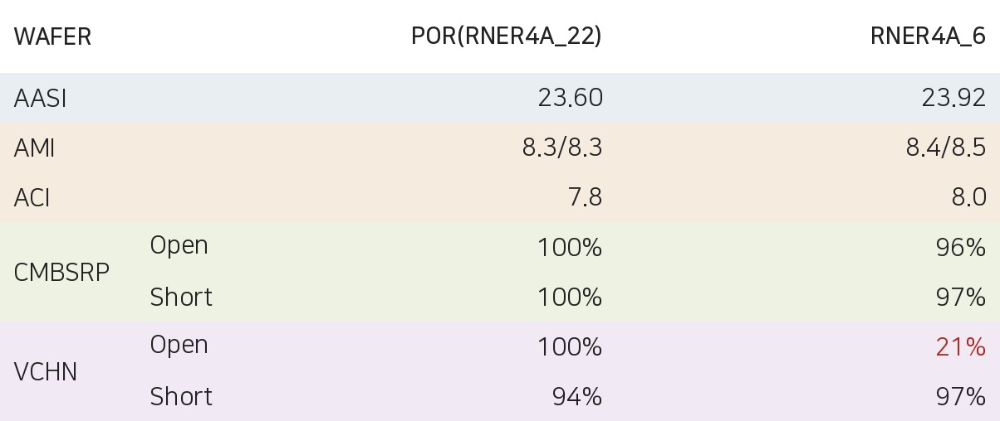 WAFER POR(RNER4A_22) RNER4A_6
AASI 23.60 23.92
AMI 8.3/8.3 8.4/8.5
ACI 7.8 8.0
CMBSRP
Open 100% 96%
Short 100% 97%
VCHN
Open 100% 21%
Short 94% 97%